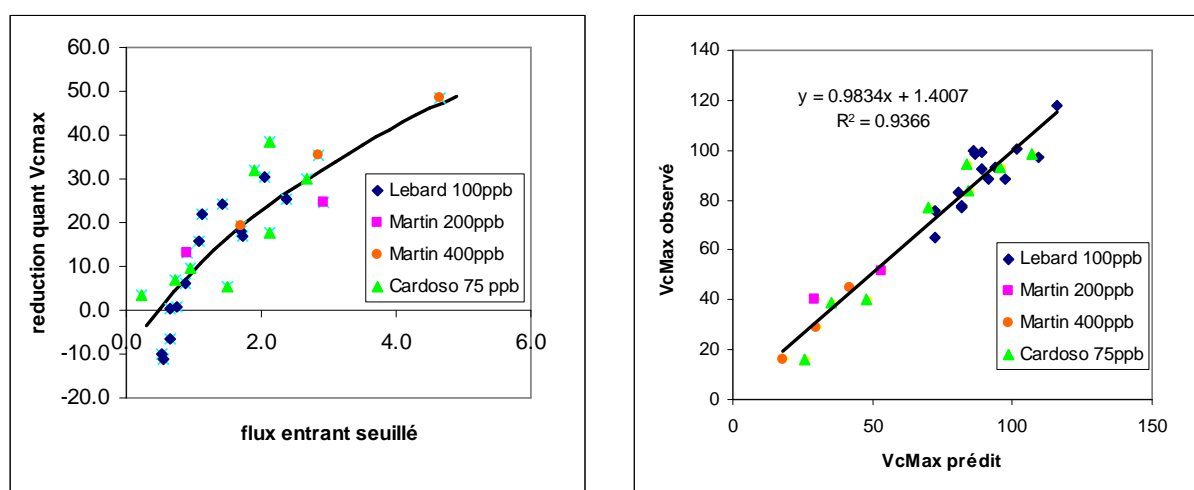 60.0
50.0
40.0
30.0
20.0
10.0
0.0
-10.0
-20.0
0.0 2.0 4.0 6.0
reduction quant Vcmax
flux entrant seuillé
Lebard 100ppb
Martin 200ppb
Martin 400ppb
Cardoso 75 ppb
140
120
100
80
60
40
20
0
0 50 100 150
VcMax observé
VcMax prédit
y = 0.9834x + 1.4007
R² = 0.9366
Lebard 100ppb
Martin 200ppb
Martin 400ppb
Cardoso 75ppb